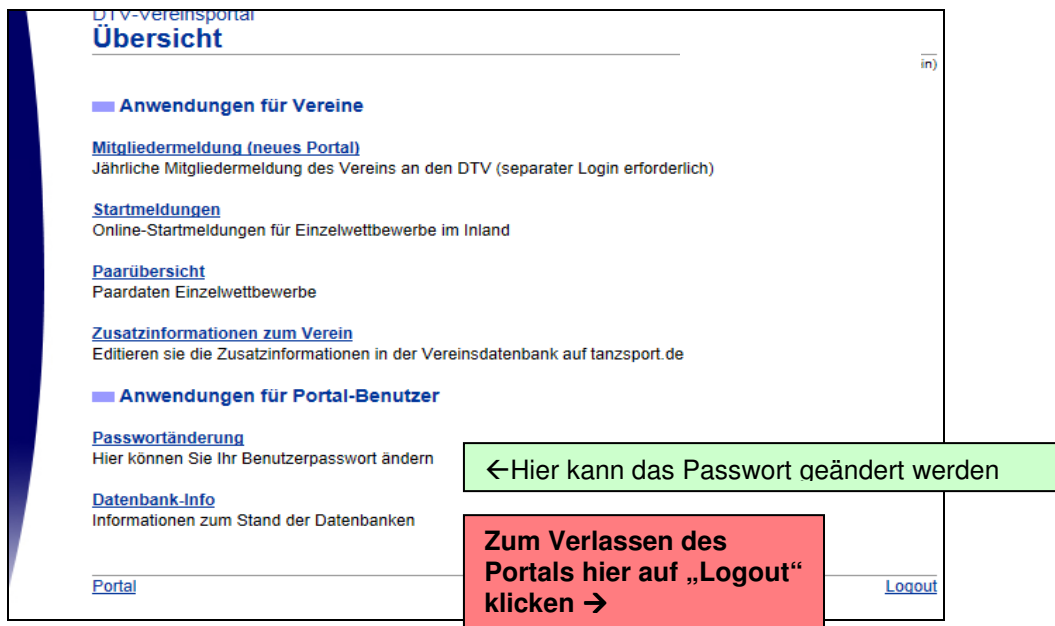 DTV-Vereinsportal
Übersicht
in)
Anwendungen für Vereine
Mitgliedermeldung (neues Portal)
Jährliche Mitgliedermeldung des Vereins an den DTV (separater Login erforderlich)
Startmeldungen
Online-Startmeldungen für Einzelwettbewerbe im Inland
Paarübersicht
Paardaten Einzelwettbewerbe
Zusatzinformationen zum Verein
Editieren sie die Zusatzinformationen in der Vereinsdatenbank auf tanzsport.de
Anwendungen für Portal-Benutzer
Passwortänderung
Hier können Sie Ihr Benutzerpasswort ändern
←Hier kann das Passwort geändert werden
Datenbank-Info
Informationen zum Stand der Datenbanken
Zum Verlassen des
Portals hier auf „Logout“
klicken →
Portal
Logout